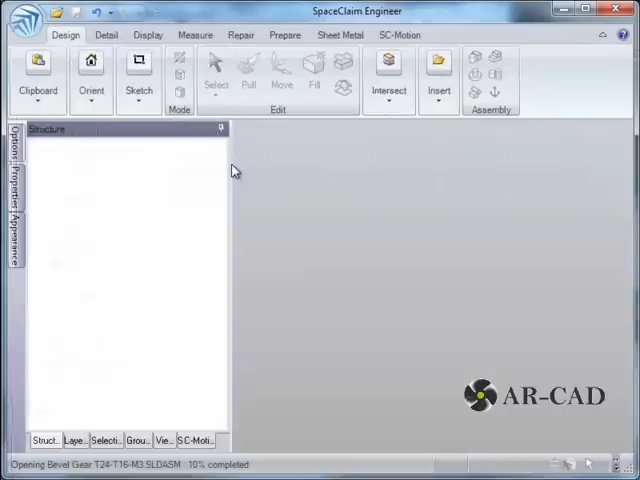 SpaceClaim Engineer
Design Detail Display Measure Repair Prepare Sheet Metal SC-Motion
Clipboard Orient Sketch Select Pull Move Fill Intersect Insert
Mode Edit Assembly
Structure
Options
Properties
Appearance
AR-CAD
Struct... Laye... Selecti... Grou... Vie... SC-Moti...
Opening Bevel Gear T24-T16-M3.SLDASM 10% completed